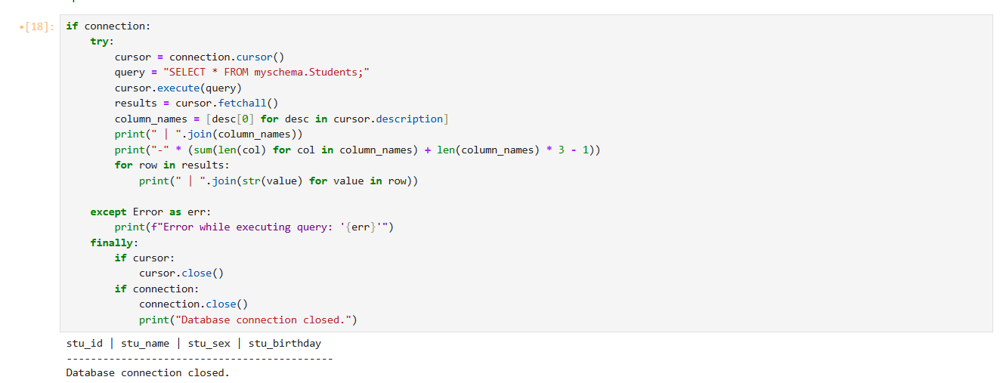 [18]:
if connection:
    try:
        cursor = connection.cursor()
        query = "SELECT * FROM myschema.Students;"
        cursor.execute(query)
        results = cursor.fetchall()
        column_names = [desc[0] for desc in cursor.description]
        print(" | ".join(column_names))
        print("-" * (sum(len(col) for col in column_names) + len(column_names) * 3 - 1))
        for row in results:
            print(" | ".join(str(value) for value in row))

    except Error as err:
        print(f"Error while executing query: '{err}'")
    finally:
        if cursor:
            cursor.close()
        if connection:
            connection.close()
            print("Database connection closed.")
stu_id | stu_name | stu_sex | stu_birthday
--------------------------------------------
Database connection closed.